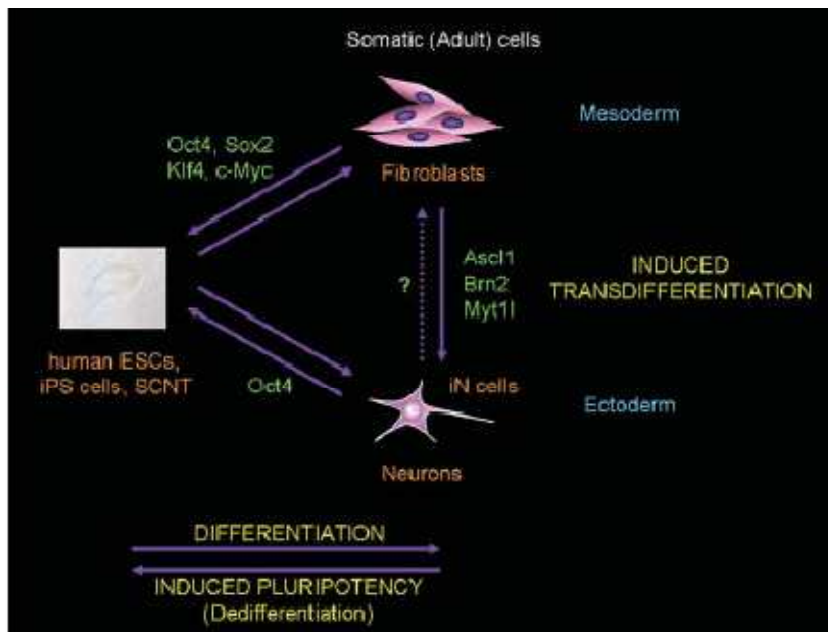 Somatic (Adult) cells
Mesoderm
Oct4, Sox2
Klf4, c-Myc
Fibroblasts
Ascl1
Brn2
Myt1l
?
INDUCED
TRANSDIFFERENTIATION
human ESCs,
iPS cells, SCNT
Oct4
iN cells
Ectoderm
Neurons
DIFFERENTIATION
INDUCED PLURIPOTENCY
(Dedifferentiation)